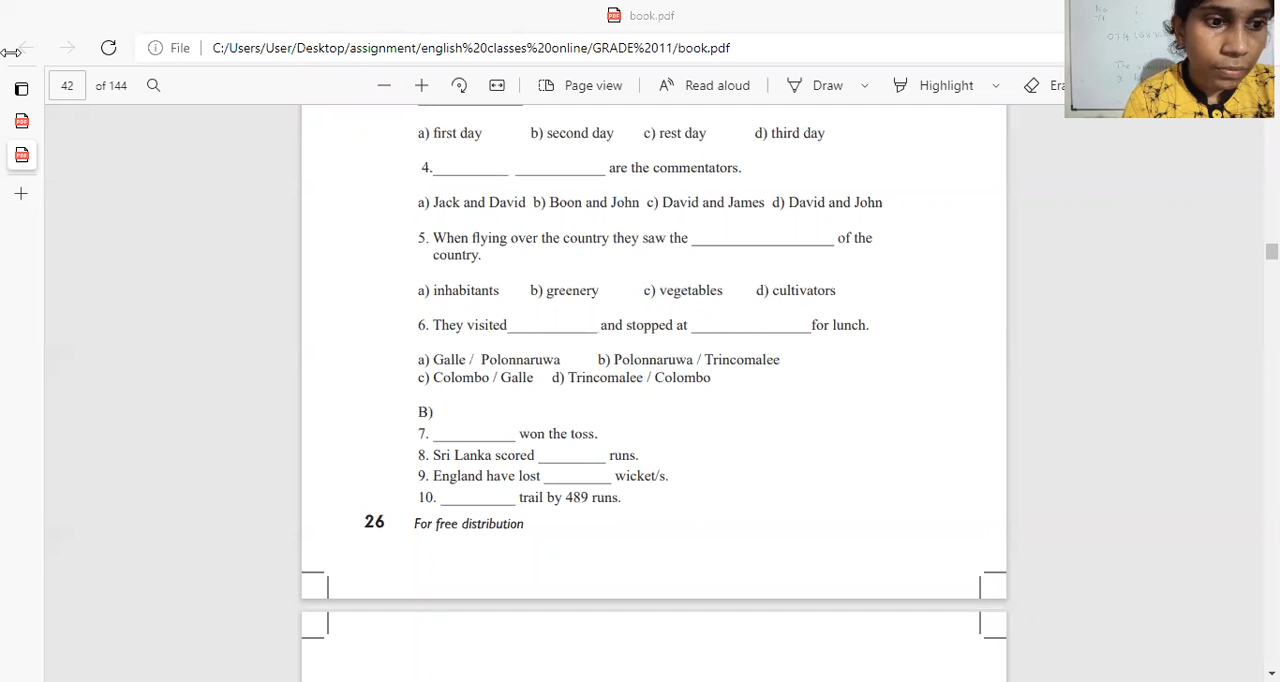 book.pdf
File C:/Users/User/Desktop/assignment/english%20classes%20online/GRADE%2011/book.pdf
42 of 144 Page view Read aloud Draw Highlight Era
a) first day b) second day c) rest day d) third day
4.__________ ____________ are the commentators.
a) Jack and David b) Boon and John c) David and James d) David and John
5. When flying over the country they saw the ___________________ of the
country.
a) inhabitants b) greenery c) vegetables d) cultivators
6. They visited____________ and stopped at ________________for lunch.
a) Galle / Polonnaruwa b) Polonnaruwa / Trincomalee
c) Colombo / Galle d) Trincomalee / Colombo
B)
7. ___________ won the toss.
8. Sri Lanka scored _________ runs.
9. England have lost _________ wicket/s.
10. __________ trail by 489 runs.
26 For free distribution